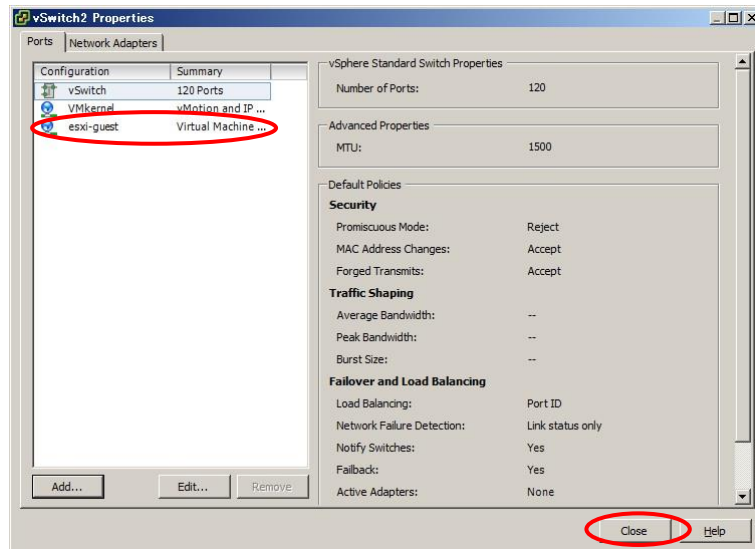 vSwitch2 Properties
Ports Network Adapters
Configuration Summary
vSwitch 120 Ports
VMkernel vMotion and IP ...
esxi-guest Virtual Machine ...
Add... Edit... Remove
vSphere Standard Switch Properties
Number of Ports: 120
Advanced Properties
MTU: 1500
Default Policies
Security
Promiscuous Mode: Reject
MAC Address Changes: Accept
Forged Transmits: Accept
Traffic Shaping
Average Bandwidth: --
Peak Bandwidth: --
Burst Size: --
Failover and Load Balancing
Load Balancing: Port ID
Network Failure Detection: Link status only
Notify Switches: Yes
Failback: Yes
Active Adapters: None
Close Help